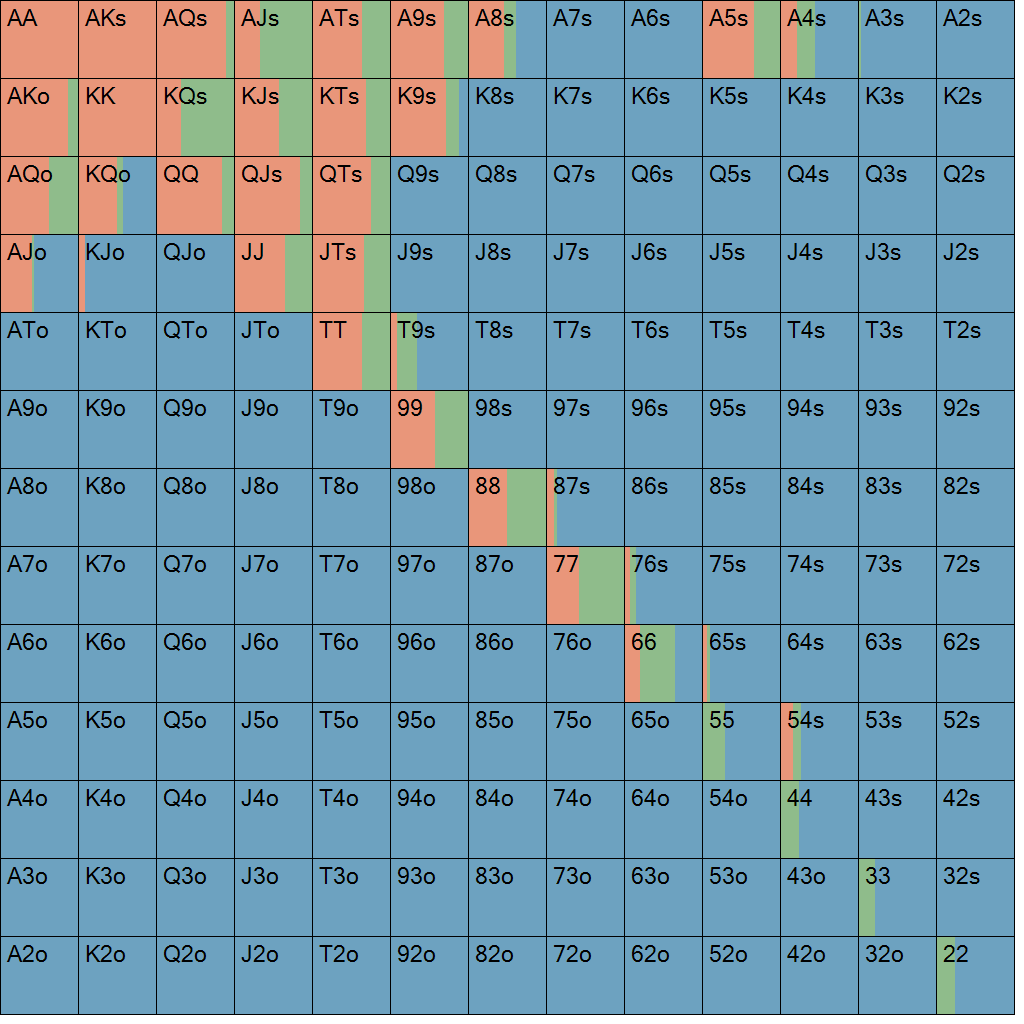 AA AKs AQs AJs ATs A9s A8s A7s A6s A5s A4s A3s A2s
AKo KK KQs KJs KTs K9s K8s K7s K6s K5s K4s K3s K2s
AQo KQo QQ QJs QTs Q9s Q8s Q7s Q6s Q5s Q4s Q3s Q2s
AJo KJo QJo JJ JTs J9s J8s J7s J6s J5s J4s J3s J2s
ATo KTo QTo JTo TT T9s T8s T7s T6s T5s T4s T3s T2s
A9o K9o Q9o J9o T9o 99 98s 97s 96s 95s 94s 93s 92s
A8o K8o Q8o J8o T8o 98o 88 87s 86s 85s 84s 83s 82s
A7o K7o Q7o J7o T7o 97o 87o 77 76s 75s 74s 73s 72s
A6o K6o Q6o J6o T6o 96o 86o 76o 66 65s 64s 63s 62s
A5o K5o Q5o J5o T5o 95o 85o 75o 65o 55 54s 53s 52s
A4o K4o Q4o J4o T4o 94o 84o 74o 64o 54o 44 43s 42s
A3o K3o Q3o J3o T3o 93o 83o 73o 63o 53o 43o 33 32s
A2o K2o Q2o J2o T2o 92o 82o 72o 62o 52o 42o 32o 22